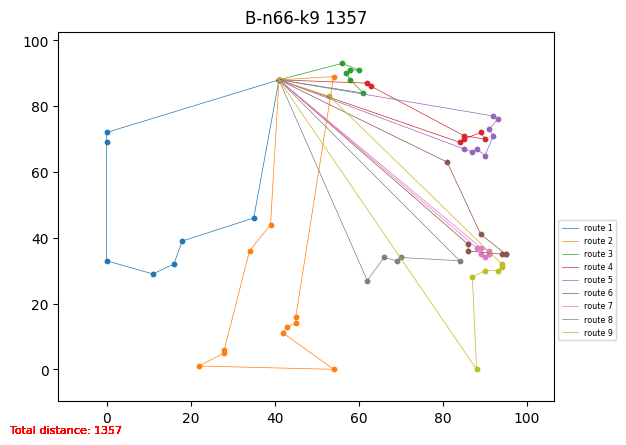 B-n66-k9 1357
100
80
60
40
20
0
0 20 40 60 80 100
route 1
route 2
route 3
route 4
route 5
route 6
route 7
route 8
route 9
Total distance: 1357